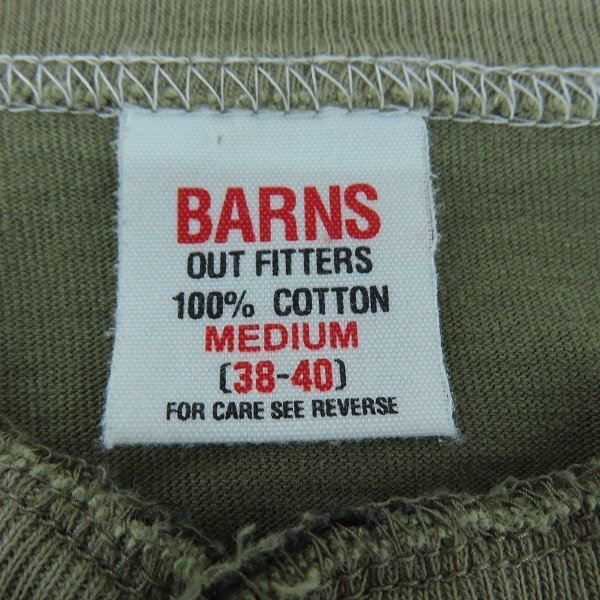 BARNS
OUT FITTERS
100% COTTON
MEDIUM
(38-40)
FOR CARE SEE REVERSE